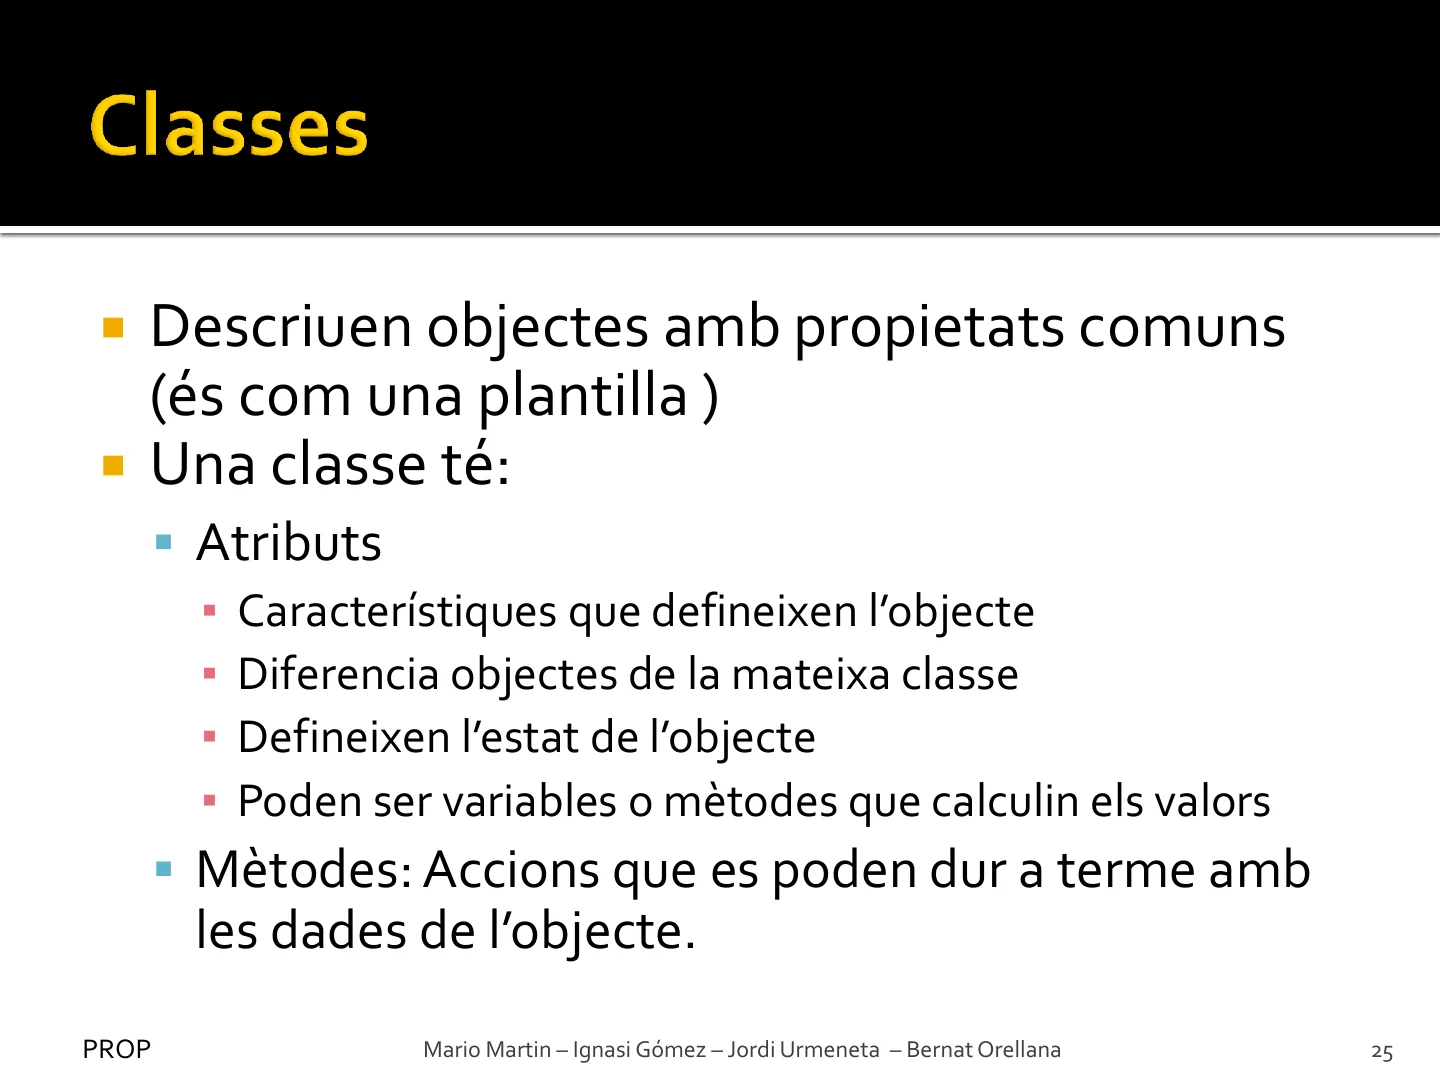 Classes
Descriuen objectes amb propietats comuns
(és com una plantilla )
Una classe té:
Atributs
Característiques que defineixen l’objecte
Diferencia objectes de la mateixa classe
Defineixen l’estat de l’objecte
Poden ser variables o mètodes que calculin els valors
Mètodes: Accions que es poden dur a terme amb
les dades de l’objecte.
PROP
Mario Martin – Ignasi Gómez – Jordi Urmeneta – Bernat Orellana
25